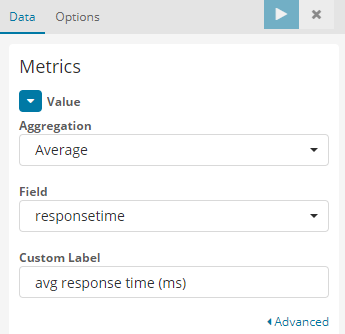 Data Options
Metrics
Value
Aggregation
Average
Field
responsetime
Custom Label
avg response time (ms)
Advanced